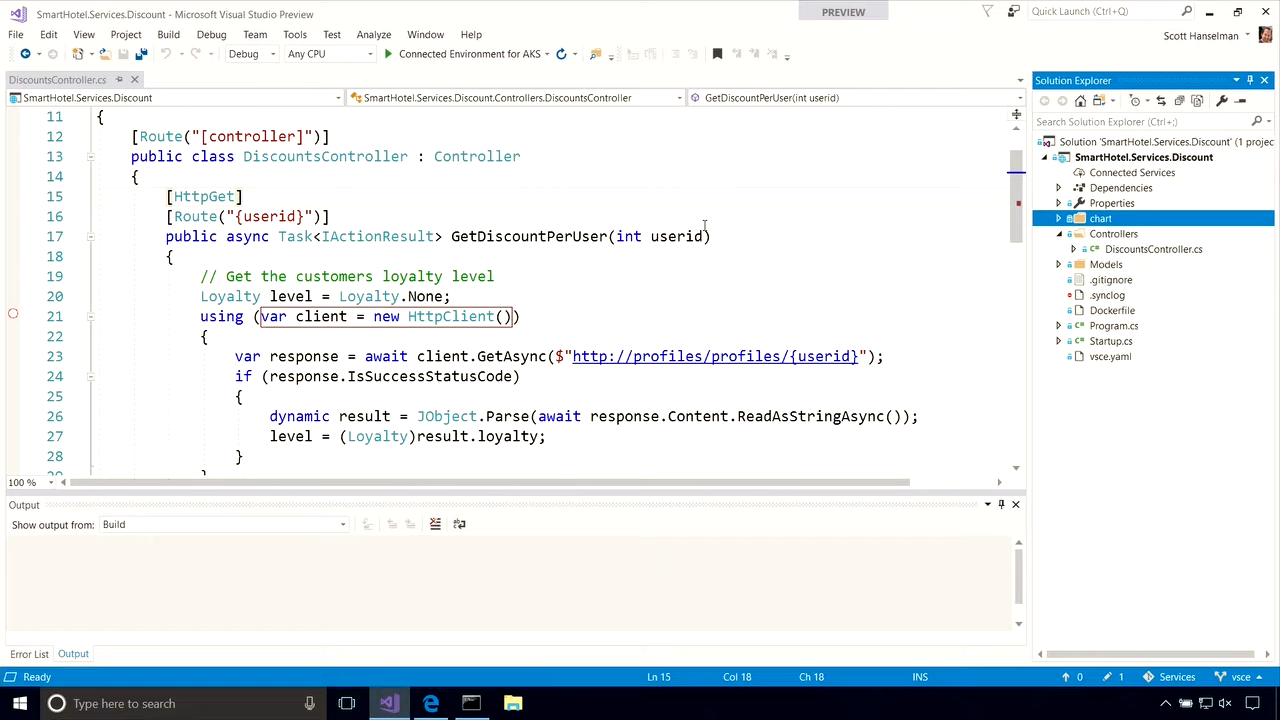 SmartHotel.Services.Discount - Microsoft Visual Studio Preview
PREVIEW
Quick Launch (Ctrl+Q)
File Edit View Project Build Debug Team Tools Test Analyze Window Help
Scott Hanselman
Debug Any CPU Connected Environment for AKS
DiscountsController.cs
SmartHotel.Services.Discount SmartHotel.Services.Discount.Controllers.DiscountsController GetDiscountPerUser(int userid)
11 {
12 [Route("[controller]")]
13 public class DiscountsController : Controller
14 {
15 [HttpGet]
16 [Route("{userid}")]
17 public async Task<IActionResult> GetDiscountPerUser(int userid)
18 {
19 // Get the customers loyalty level
20 Loyalty level = Loyalty.None;
21 using (var client = new HttpClient())
22 {
23 var response = await client.GetAsync($"http://profiles/profiles/{userid}");
24 if (response.IsSuccessStatusCode)
25 {
26 dynamic result = JObject.Parse(await response.Content.ReadAsStringAsync());
27 level = (Loyalty)result.loyalty;
28 }
100 %
Output
Show output from: Build
Error List Output
Solution Explorer
Search Solution Explorer (Ctrl+;)
Solution 'SmartHotel.Services.Discount' (1 projec
SmartHotel.Services.Discount
Connected Services
Dependencies
Properties
chart
Controllers
C# DiscountsController.cs
Models
.gitignore
.synclog
Dockerfile
C# Program.cs
C# Startup.cs
vsce.yaml
Ready Ln 15 Col 18 Ch 18 INS 0 1 Services vsce
Type here to search